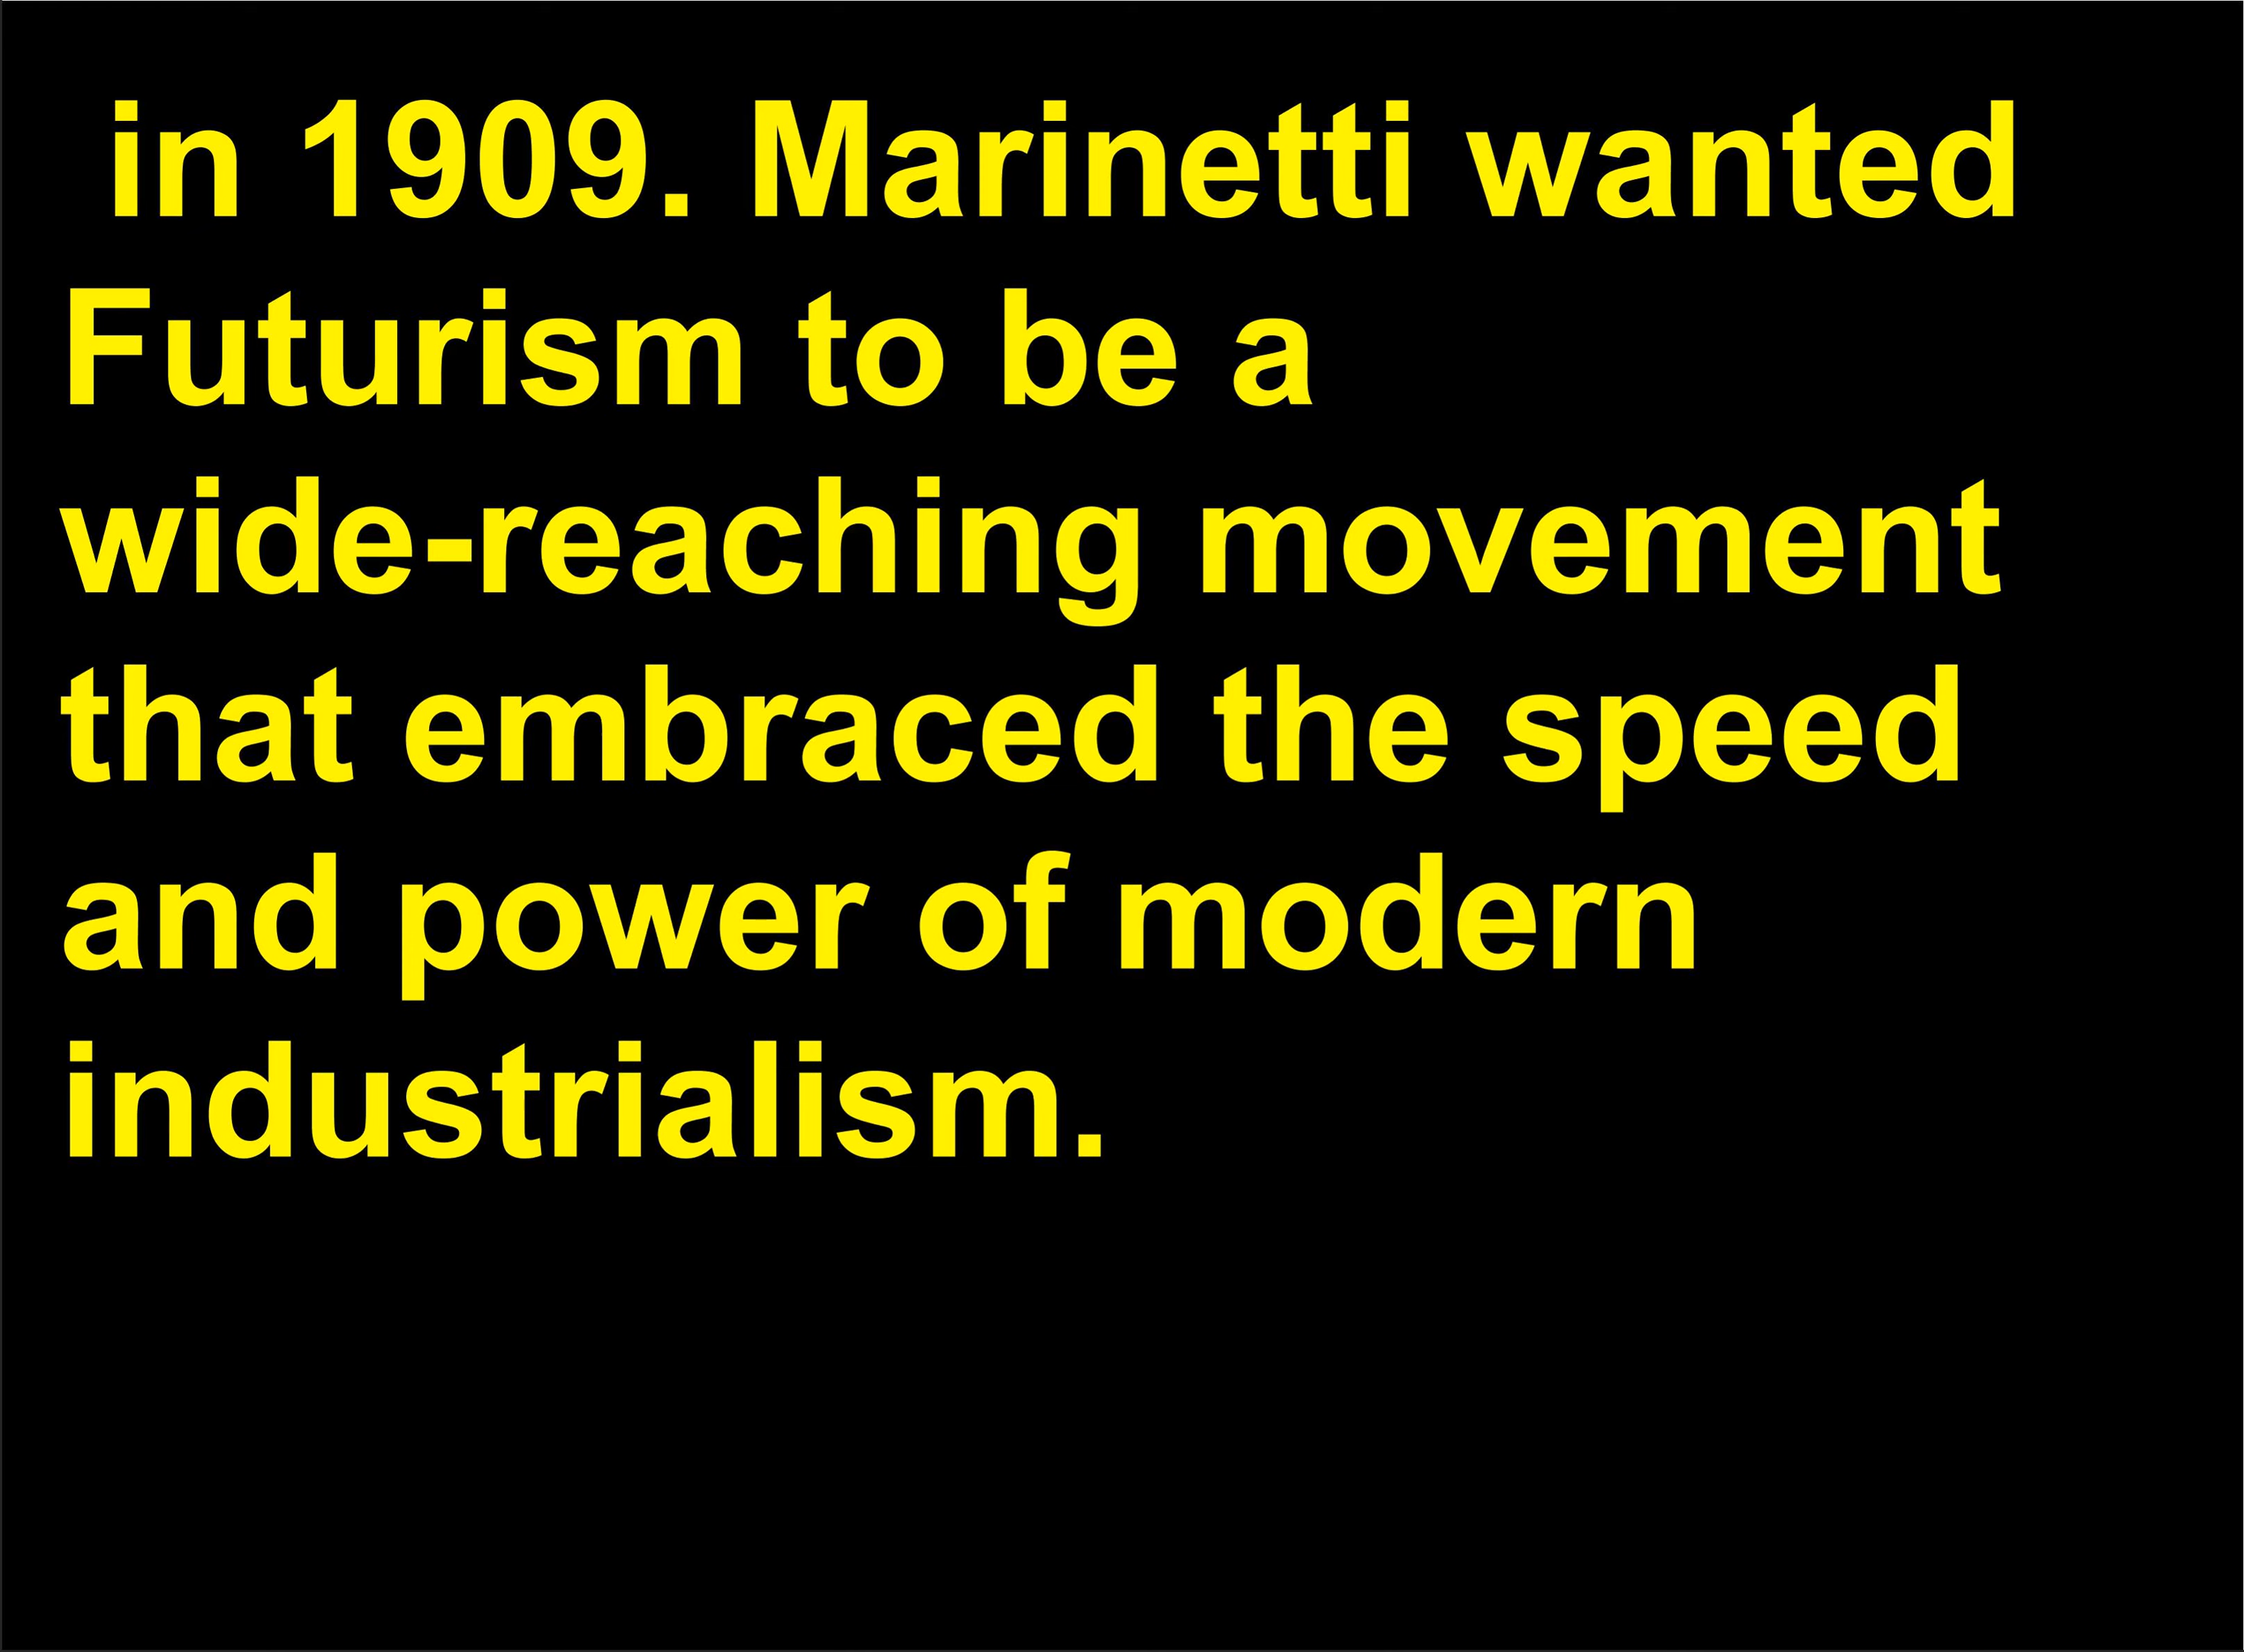 in 1909. Marinetti wanted
Futurism to be a
wide-reaching movement
that embraced the speed
and power of modern
industrialism.